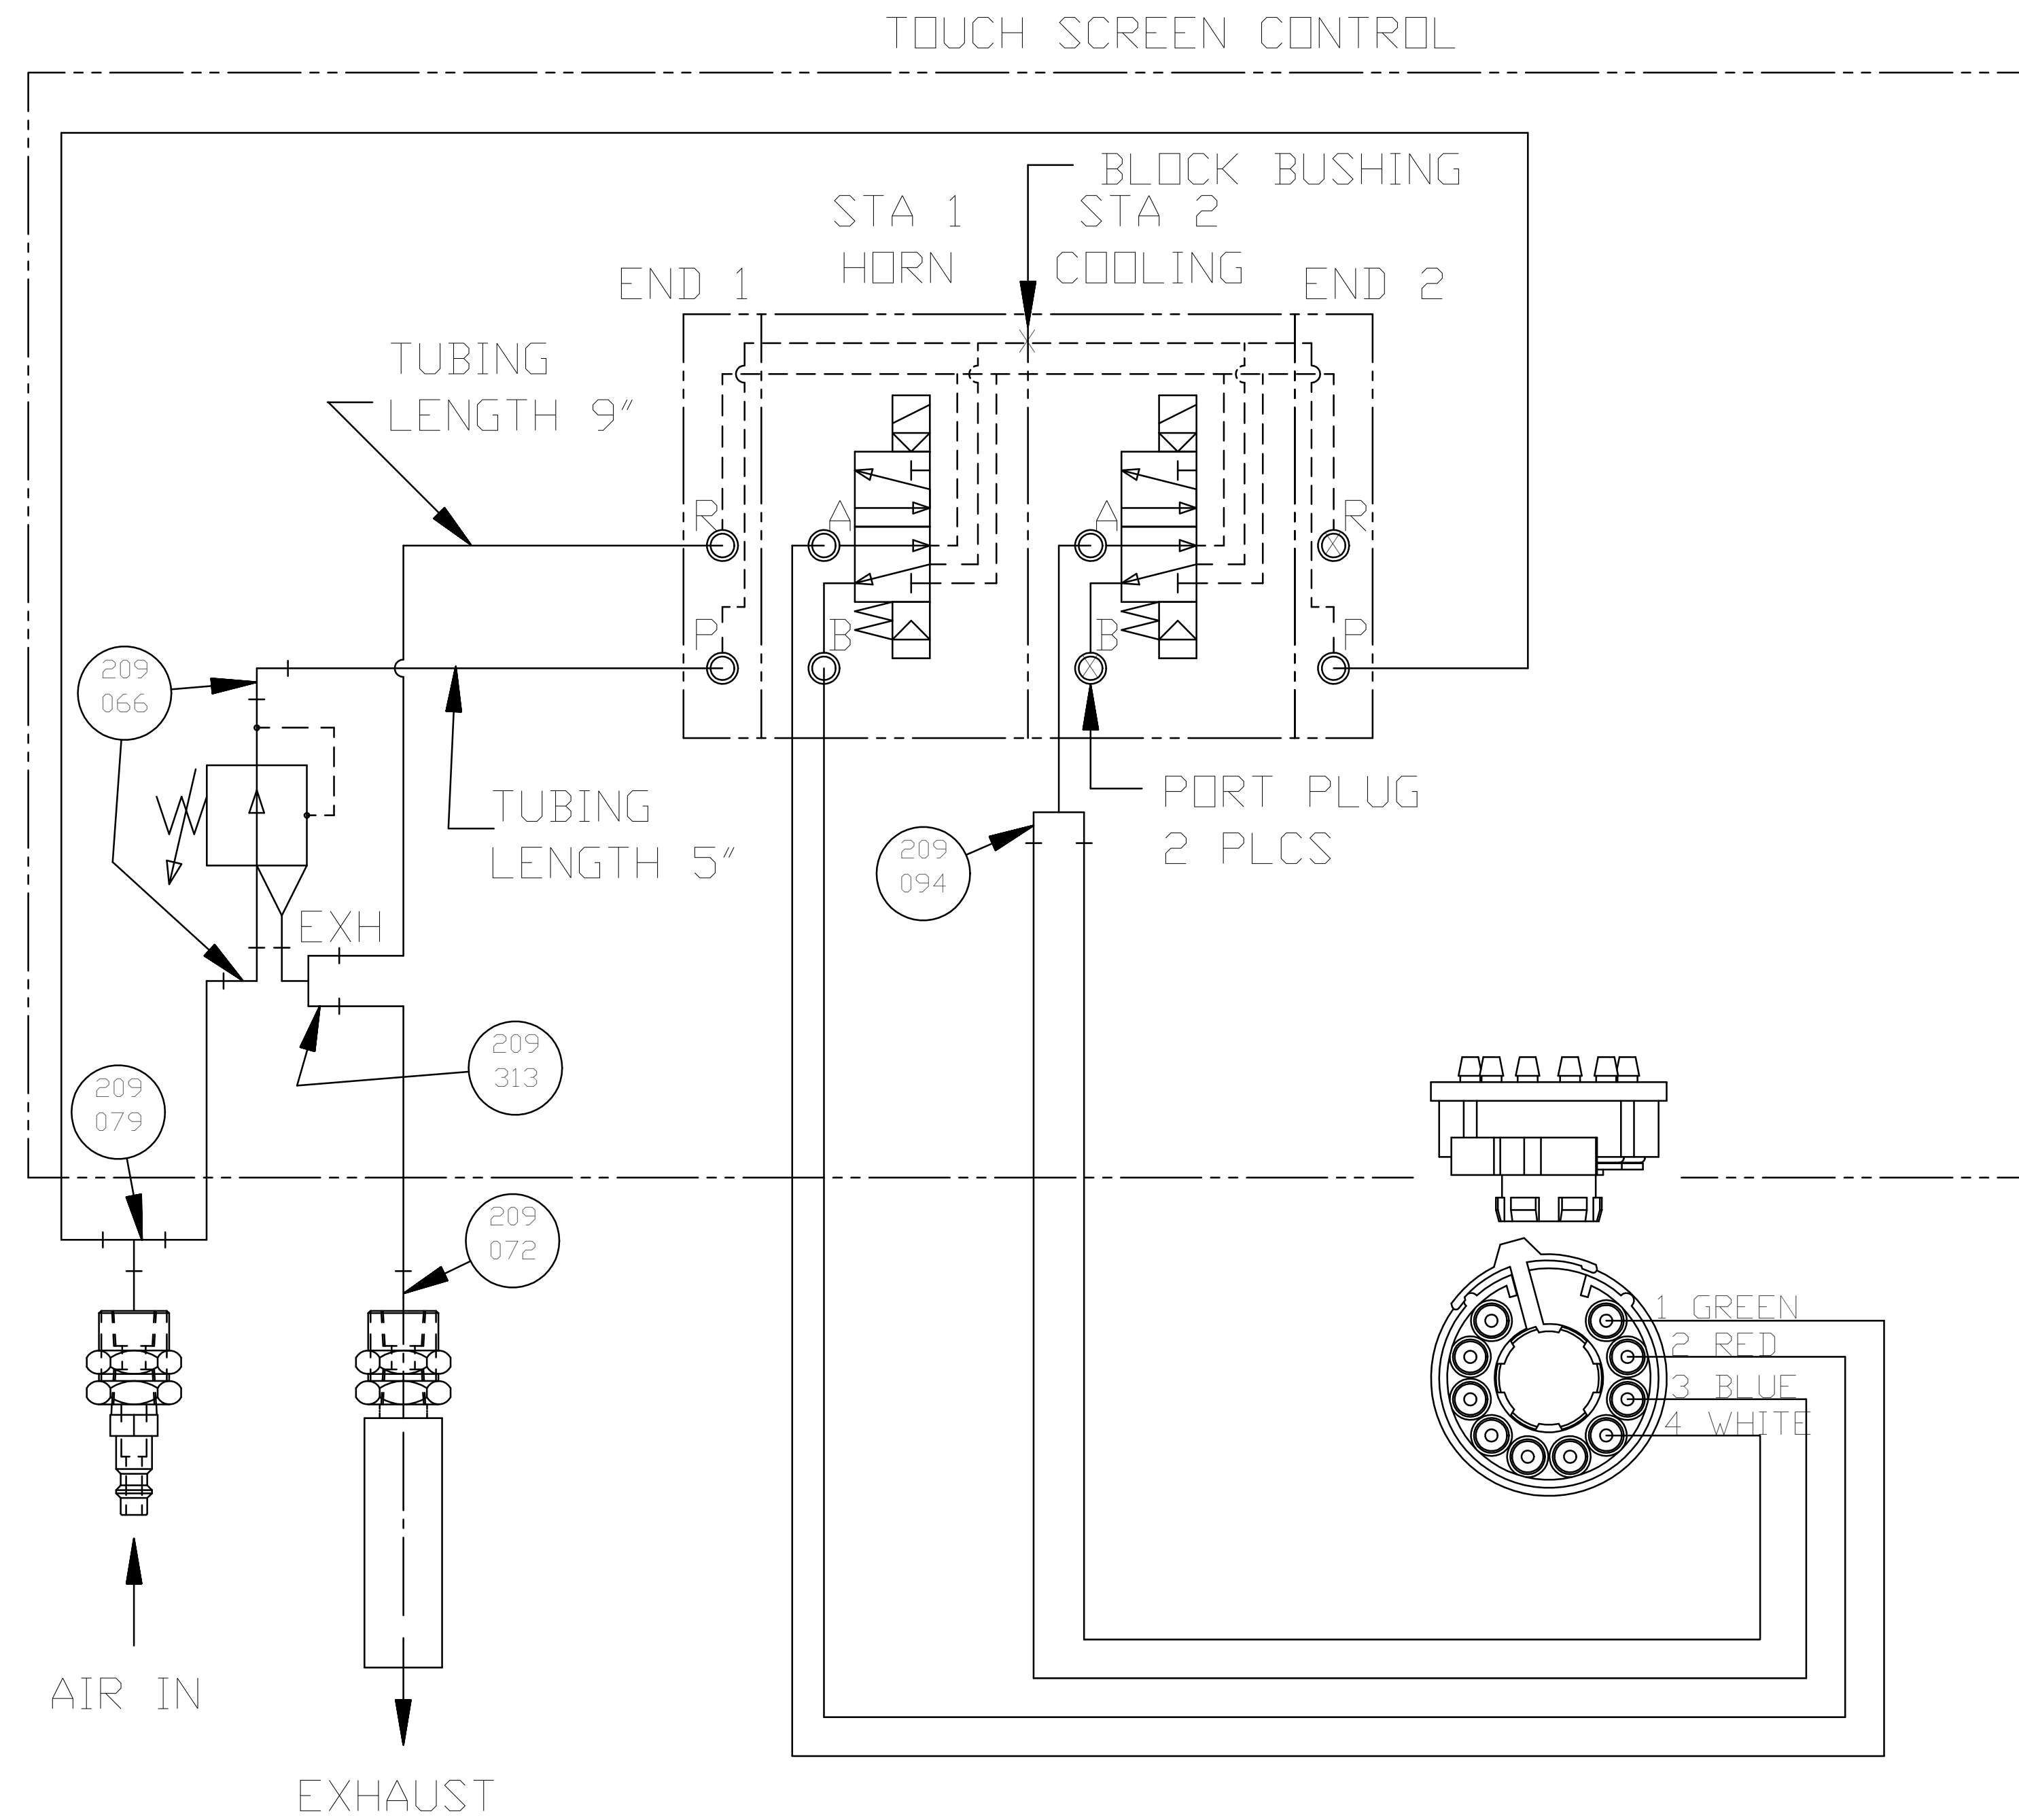 TOUCH SCREEN CONTROL
BLOCK BUSHING
STA 1
HORN
STA 2
COOLING
END 1
END 2
TUBING
LENGTH 9"
R
A
A
R
P
B
B
P
209
066
TUBING
LENGTH 5"
PORT PLUG
2 PLCS
209
094
EXH
209
313
209
079
209
072
1 GREEN
2 RED
3 BLUE
4 WHITE
AIR IN
EXHAUST